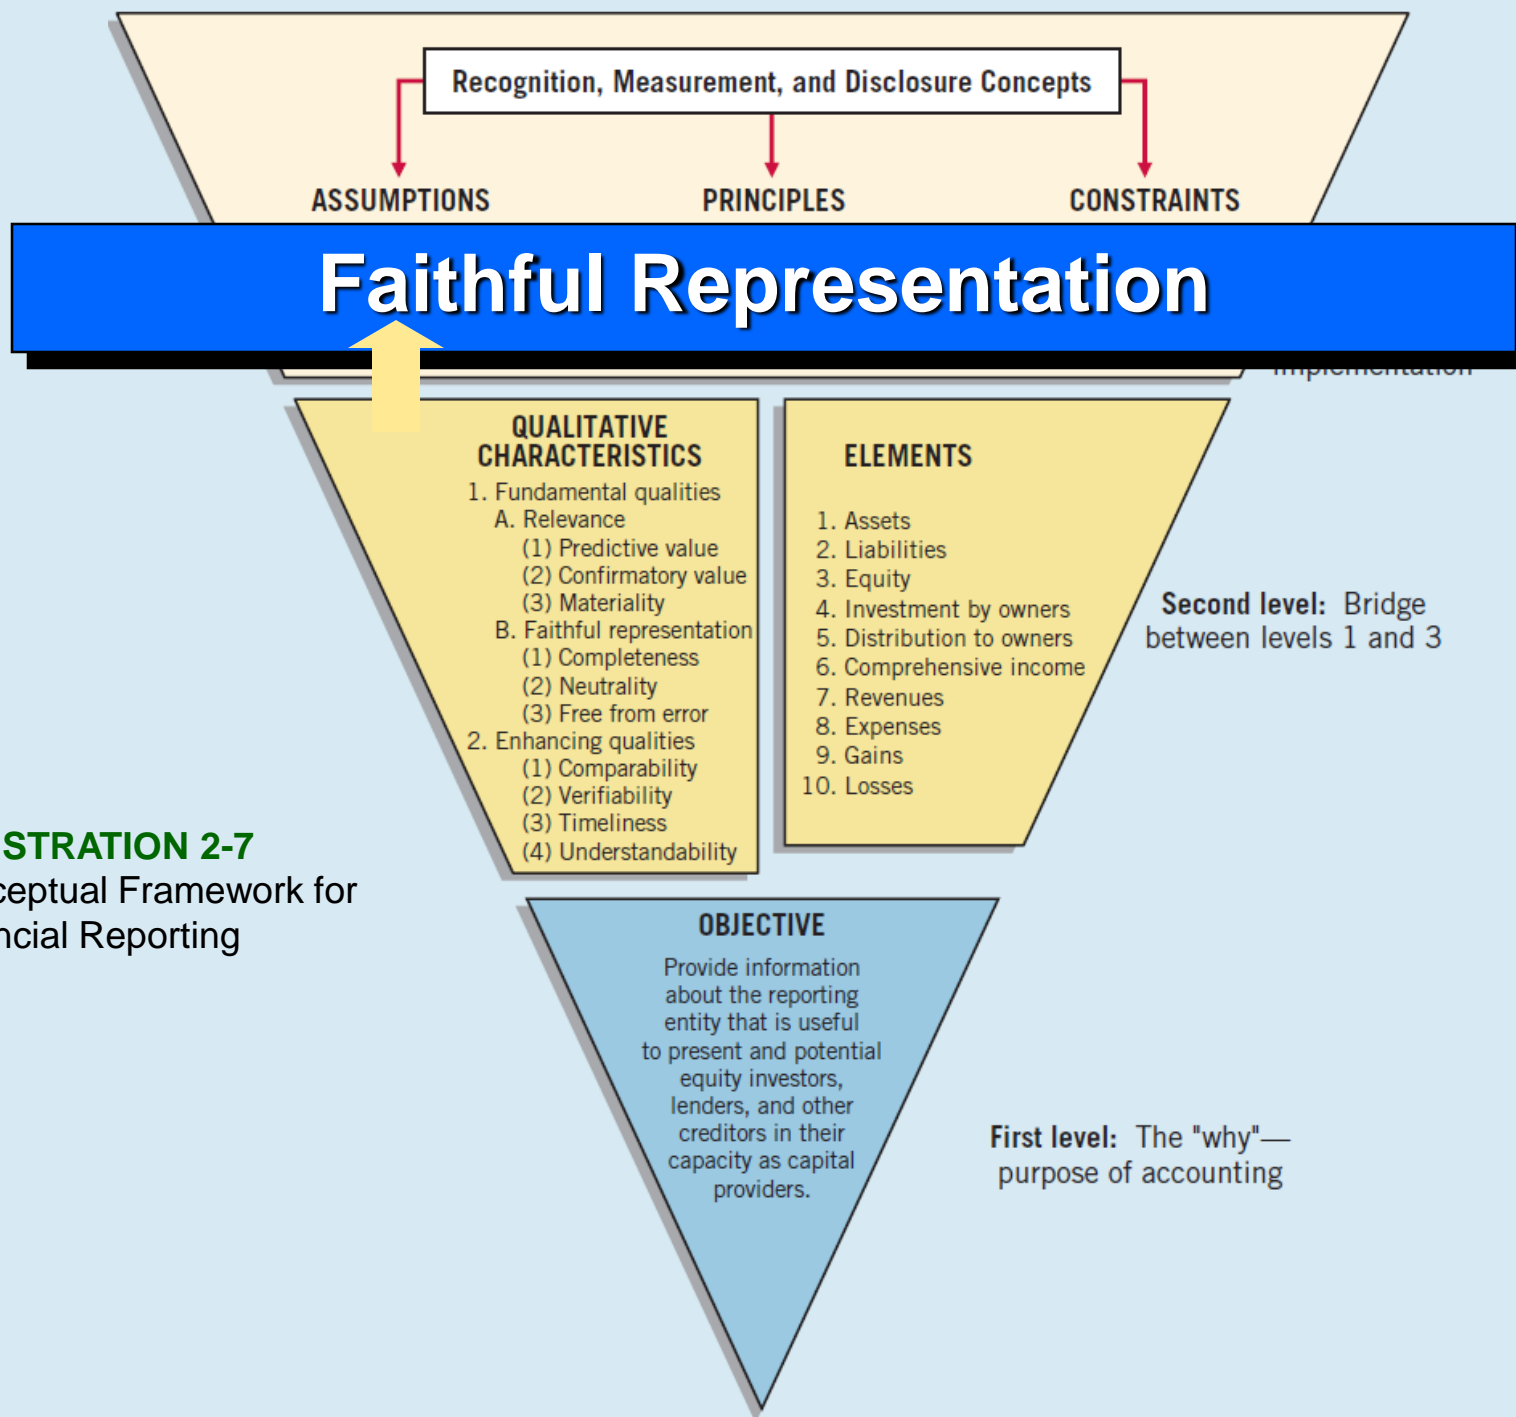 Recognition, Measurement, and Disclosure Concepts
ASSUMPTIONS
PRINCIPLES
CONSTRAINTS
Faithful Representation
implementation
QUALITATIVE
CHARACTERISTICS
1. Fundamental qualities
A. Relevance
(1) Predictive value
(2) Confirmatory value
(3) Materiality
B. Faithful representation
(1) Completeness
(2) Neutrality
(3) Free from error
2. Enhancing qualities
(1) Comparability
(2) Verifiability
(3) Timeliness
(4) Understandability
ELEMENTS
1. Assets
2. Liabilities
3. Equity
4. Investment by owners
5. Distribution to owners
6. Comprehensive income
7. Revenues
8. Expenses
9. Gains
10. Losses
Second level: Bridge
between levels 1 and 3
STRATION 2-7
ceptual Framework for
ncial Reporting
OBJECTIVE
Provide information
about the reporting
entity that is useful
to present and potential
equity investors,
lenders, and other
creditors in their
capacity as capital
providers.
First level: The "why"—
purpose of accounting